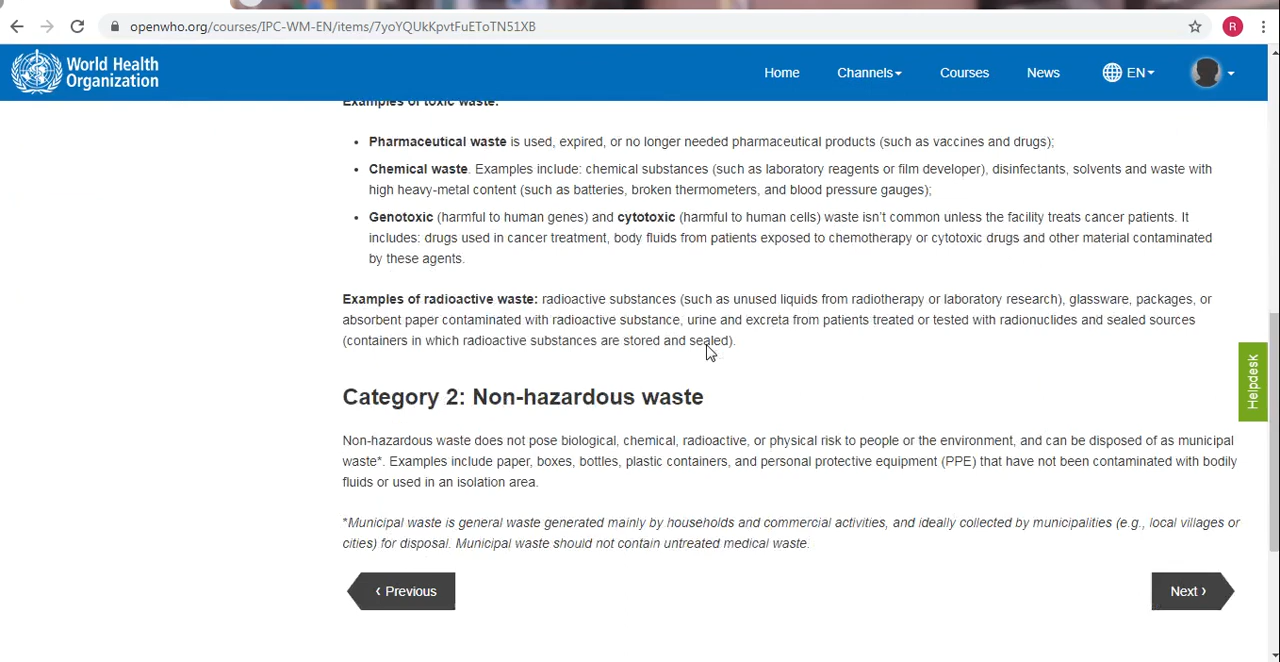 openwho.org/courses/IPC-WM-EN/items/7yoYQUkKpvtFuEToTN51XB
R
World Health
Organization
Home
Channels
Courses
News
EN
Examples of toxic waste:
• Pharmaceutical waste is used, expired, or no longer needed pharmaceutical products (such as vaccines and drugs);
• Chemical waste. Examples include: chemical substances (such as laboratory reagents or film developer), disinfectants, solvents and waste with
high heavy-metal content (such as batteries, broken thermometers, and blood pressure gauges);
• Genotoxic (harmful to human genes) and cytotoxic (harmful to human cells) waste isn't common unless the facility treats cancer patients. It
includes: drugs used in cancer treatment, body fluids from patients exposed to chemotherapy or cytotoxic drugs and other material contaminated
by these agents.
Examples of radioactive waste: radioactive substances (such as unused liquids from radiotherapy or laboratory research), glassware, packages, or
absorbent paper contaminated with radioactive substance, urine and excreta from patients treated or tested with radionuclides and sealed sources
(containers in which radioactive substances are stored and sealed).
Helpdesk
Category 2: Non-hazardous waste
Non-hazardous waste does not pose biological, chemical, radioactive, or physical risk to people or the environment, and can be disposed of as municipal
waste*. Examples include paper, boxes, bottles, plastic containers, and personal protective equipment (PPE) that have not been contaminated with bodily
fluids or used in an isolation area.
*Municipal waste is general waste generated mainly by households and commercial activities, and ideally collected by municipalities (e.g., local villages or
cities) for disposal. Municipal waste should not contain untreated medical waste.
‹ Previous
Next ›